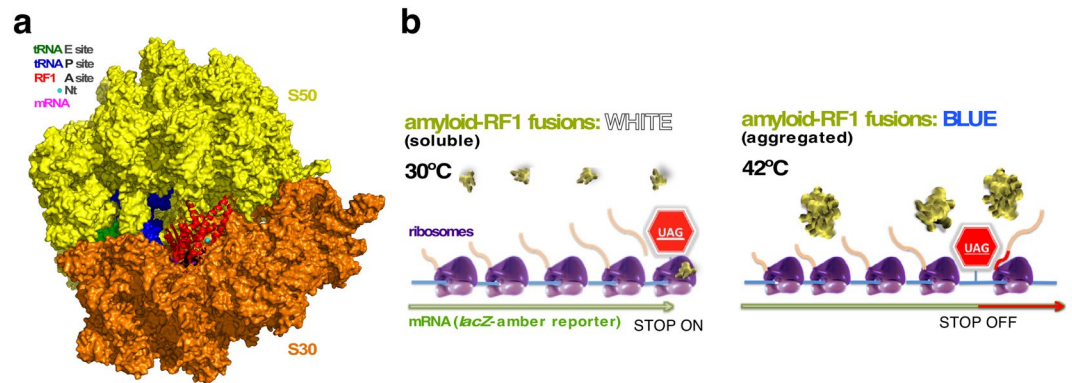 a
tRNA E site
tRNA P site
RF1 A site
Nt
mRNA
S50
S30
b
amyloid-RF1 fusions: WHITE
(soluble)
30ºC
ribosomes
UAG
mRNA (lacZ-amber reporter)
STOP ON
amyloid-RF1 fusions: BLUE
(aggregated)
42ºC
UAG
STOP OFF